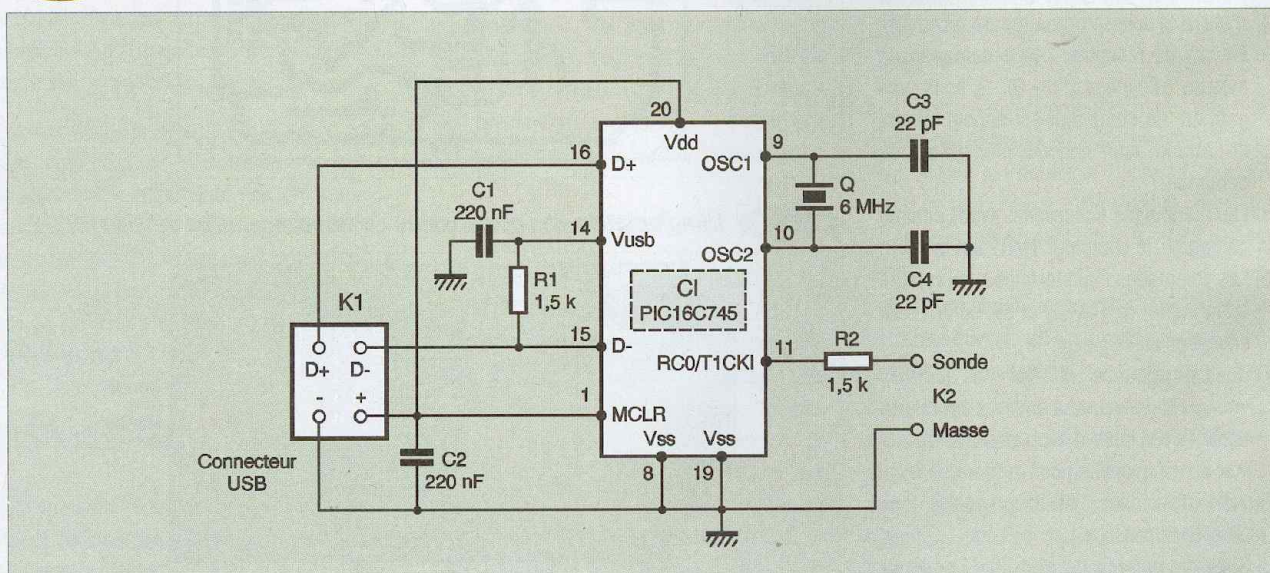 20
Vdd
16
D+
9
OSC1
C3
22 pF
C1
220 nF
Q
6 MHz
14
Vusb
10
OSC2
R1
1,5 k
CI
PIC16C745
C4
22 pF
K1
D+
D-
-
+
15
D-
11
RC0/T1CKI
R2
1,5 k
Sonde
K2
Masse
1
MCLR
Vss
Vss
8
19
C2
220 nF
Connecteur
USB